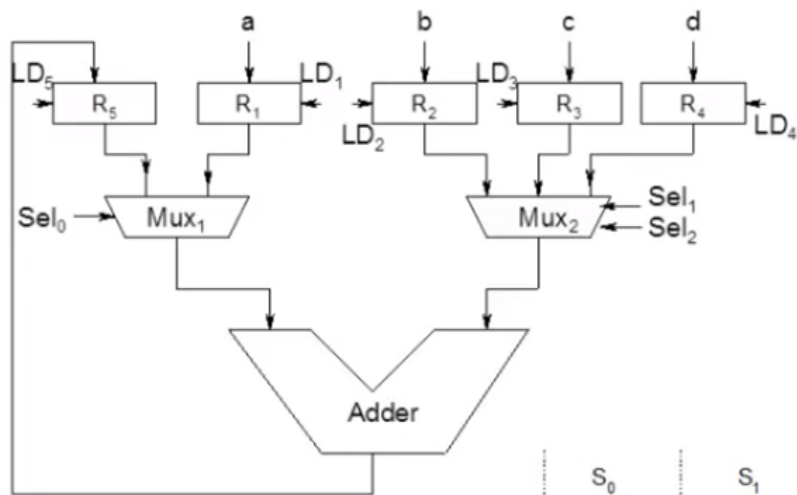 a b c d
LD₅ LD₁ LD₃
R₅ R₁ R₂ R₃ R₄
LD₂ LD₄
Sel₀ Mux₁ Mux₂ Sel₁
Sel₂
Adder
S₀ S₁